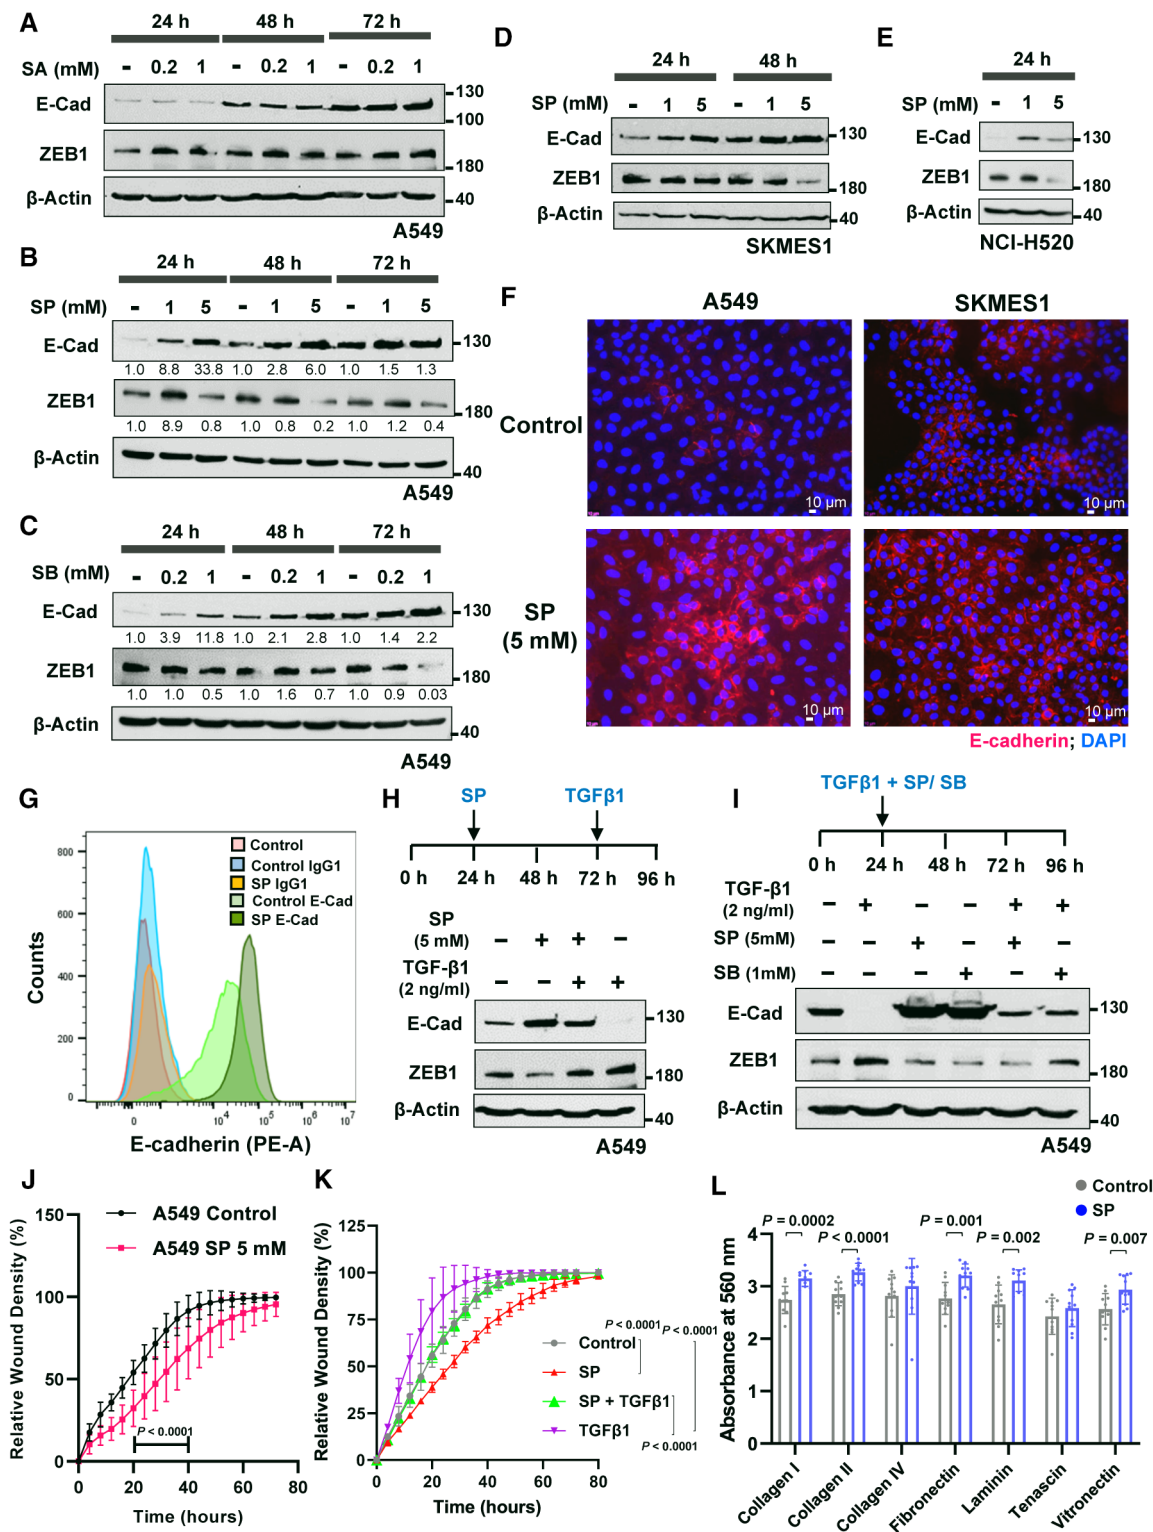 A
24 h 48 h 72 h
SA (mM) - 0.2 1 - 0.2 1 - 0.2 1
E-Cad 130
100
ZEB1 180
β-Actin 40
A549
B
24 h 48 h 72 h
SP (mM) - 1 5 - 1 5 - 1 5
E-Cad 130
1.0 8.8 33.8 1.0 2.8 6.0 1.0 1.5 1.3
ZEB1 180
1.0 8.9 0.8 1.0 0.8 0.2 1.0 1.2 0.4
β-Actin 40
A549
C
24 h 48 h 72 h
SB (mM) - 0.2 1 - 0.2 1 - 0.2 1
E-Cad 130
1.0 3.9 11.8 1.0 2.1 2.8 1.0 1.4 2.2
ZEB1 180
1.0 1.0 0.5 1.0 1.6 0.7 1.0 0.9 0.03
β-Actin 40
A549
D
24 h 48 h
SP (mM) - 1 5 - 1 5
E-Cad 130
ZEB1 180
β-Actin 40
SKMES1
E
24 h
SP (mM) - 1 5
E-Cad 130
ZEB1 180
β-Actin 40
NCI-H520
F
A549 SKMES1
Control
10 µm 10 µm
SP
(5 mM)
10 µm 10 µm
E-cadherin; DAPI
G
Counts
800
600
400
200
0
0 10^4 10^5 10^6 10^7
E-cadherin (PE-A)
Control
Control IgG1
SP IgG1
Control E-Cad
SP E-Cad
H
SP TGFβ1
0 h 24 h 48 h 72 h 96 h
SP
(5 mM) - + + -
TGF-β1
(2 ng/ml) - - + +
E-Cad 130
ZEB1 180
β-Actin 40
A549
I
TGFβ1 + SP/ SB
0 h 24 h 48 h 72 h 96 h
TGF-β1
(2 ng/ml) - + - - + +
SP (5mM) - - + - + -
SB (1mM) - - - + - +
E-Cad 130
ZEB1 180
β-Actin 40
A549
J
Relative Wound Density (%)
150
100
50
0
0 20 40 60 80
Time (hours)
A549 Control
A549 SP 5 mM
P < 0.0001
K
Relative Wound Density (%)
125
100
75
50
25
0
0 20 40 60 80
Time (hours)
P < 0.0001 P < 0.0001
Control
SP
SP + TGFβ1
TGFβ1
P < 0.0001
L
Control
SP
Absorbance at 560 nm
4
3
2
1
0
P = 0.0002
P < 0.0001
P = 0.001
P = 0.002
P = 0.007
Collagen I
Collagen II
Collagen IV
Fibronectin
Laminin
Tenascin
Vitronectin